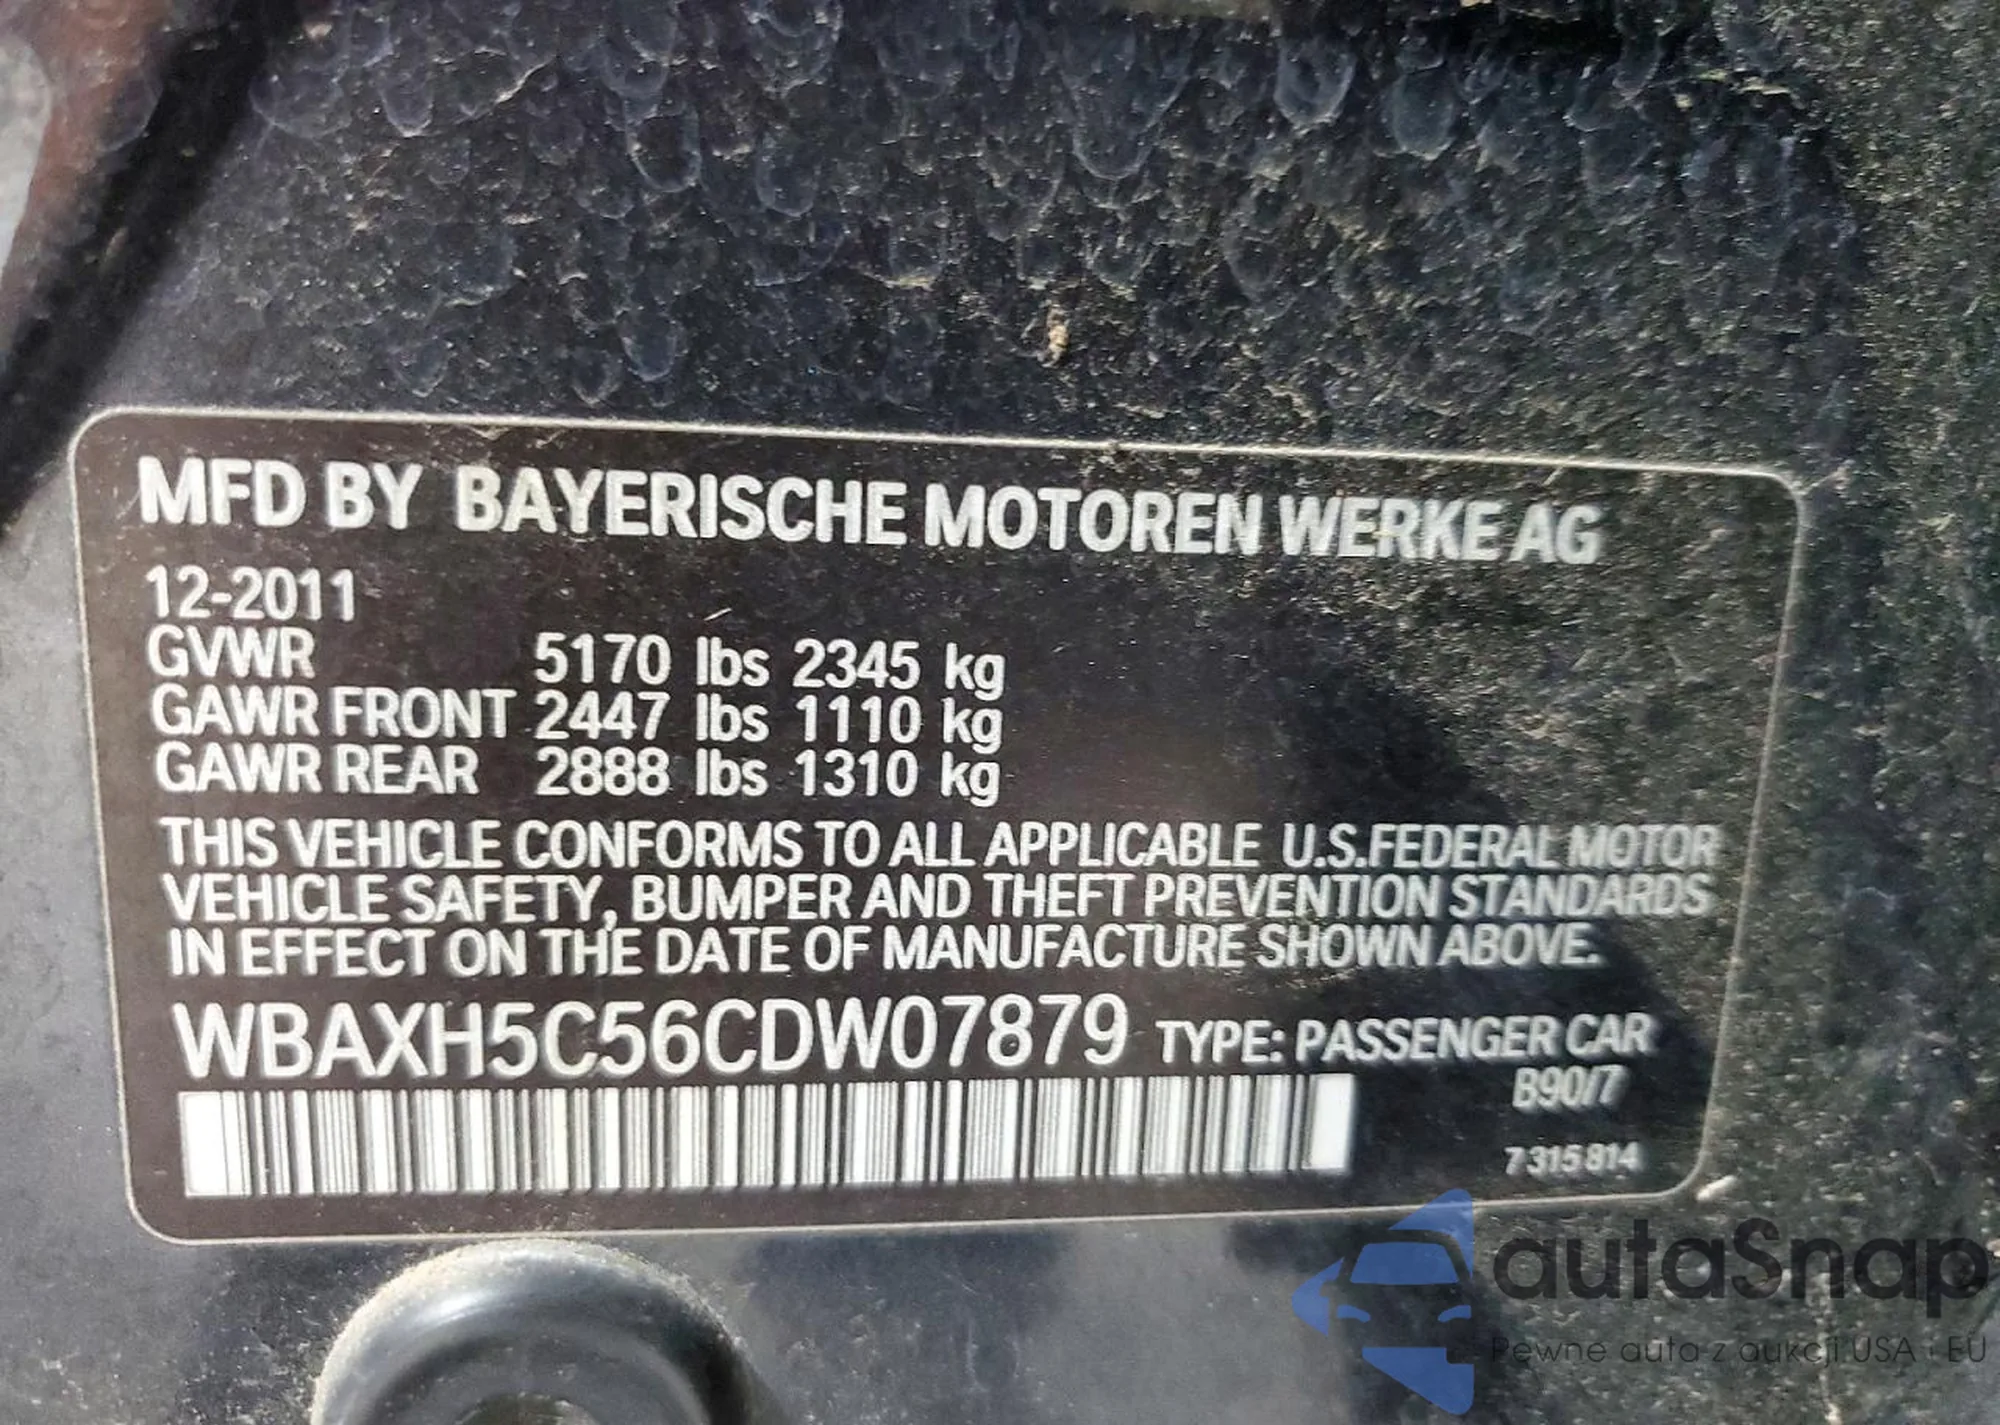 MFD BY BAYERISCHE MOTOREN WERKE AG
12-2011
GVWR 5170 lbs 2345 kg
GAWR FRONT 2447 lbs 1110 kg
GAWR REAR 2888 lbs 1310 kg
THIS VEHICLE CONFORMS TO ALL APPLICABLE U.S.FEDERAL MOTOR
VEHICLE SAFETY, BUMPER AND THEFT PREVENTION STANDARDS
IN EFFECT ON THE DATE OF MANUFACTURE SHOWN ABOVE.
WBAXH5C56CDW07879 TYPE: PASSENGER CAR
B90/7
7 315 814
autaSnap
Pewne auta z aukcji USA i EU